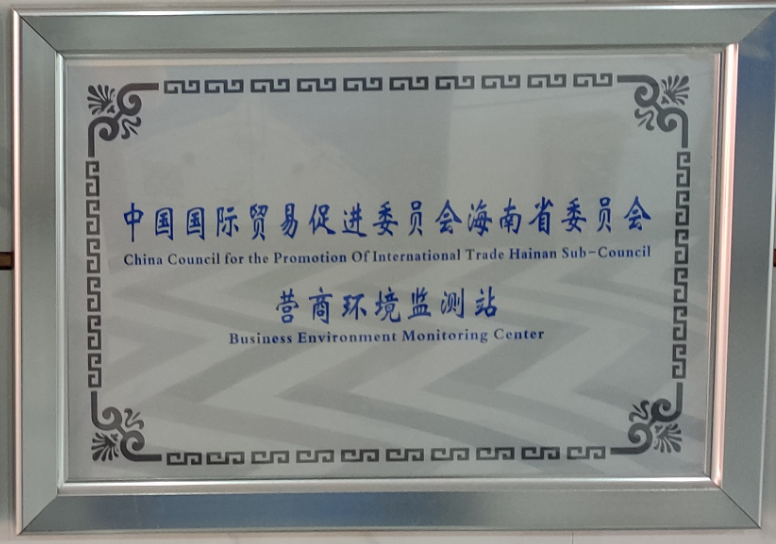 中国国际贸易促进委员会海南省委员会
China Council for the Promotion Of International Trade Hainan Sub-Council
营商环境监测站
Business Environment Monitoring Center